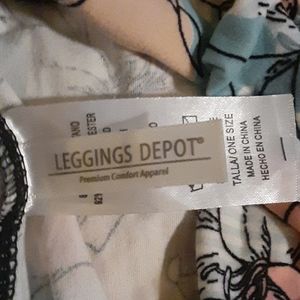 LEGGINGS DEPOT®
Premium Comfort Apparel
TALLA/ ONE SIZE
MADE IN CHINA
HECHO EN CHINA